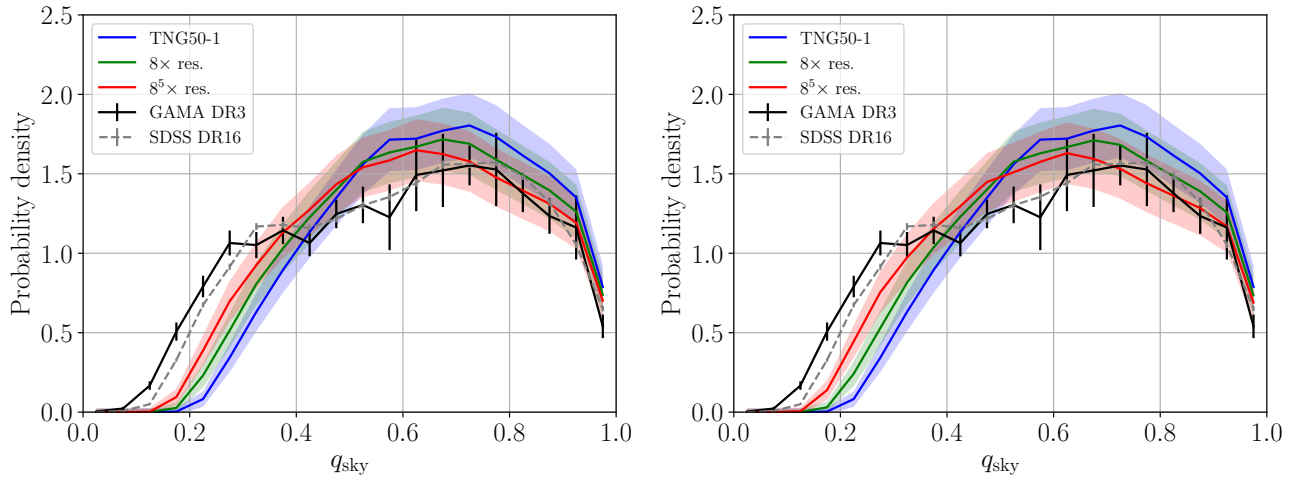 2.5
2.0
1.5
1.0
0.5
0.0
Probability density
TNG50-1
8× res.
8⁵× res.
GAMA DR3
SDSS DR16
0.0 0.2 0.4 0.6 0.8 1.0
q_sky
2.5
2.0
1.5
1.0
0.5
0.0
Probability density
TNG50-1
8× res.
8⁵× res.
GAMA DR3
SDSS DR16
0.0 0.2 0.4 0.6 0.8 1.0
q_sky